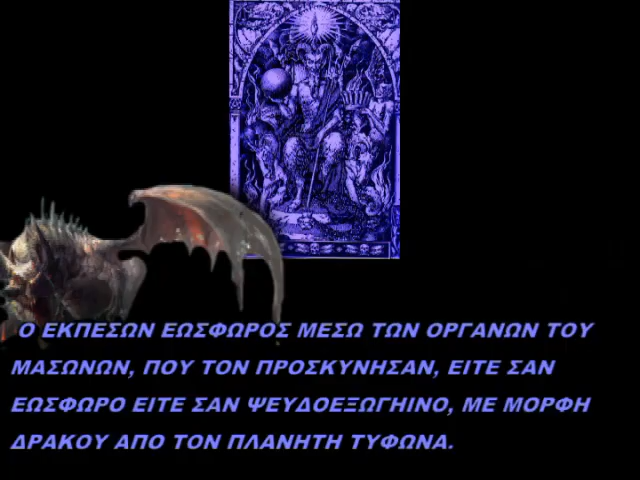 Ο ΕΚΠΕΣΩΝ ΕΩΣΦΩΡΟΣ ΜΕΣΩ ΤΩΝ ΟΡΓΑΝΩΝ ΤΟΥ
ΜΑΣΩΝΩΝ, ΠΟΥ ΤΟΝ ΠΡΟΣΚΥΝΗΣΑΝ, ΕΙΤΕ ΣΑΝ
ΕΩΣΦΩΡΟ ΕΙΤΕ ΣΑΝ ΨΕΥΔΟΕΞΩΓΗΙΝΟ, ΜΕ ΜΟΡΦΗ
ΔΡΑΚΟΥ ΑΠΟ ΤΟΝ ΠΛΑΝΗΤΗ ΤΥΦΩΝΑ.